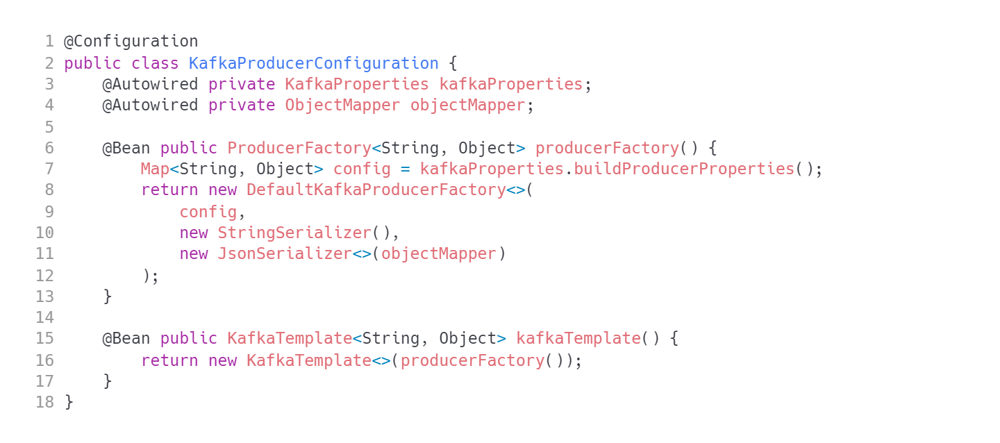 1 @Configuration
2 public class KafkaProducerConfiguration {
3     @Autowired private KafkaProperties kafkaProperties;
4     @Autowired private ObjectMapper objectMapper;
5
6     @Bean public ProducerFactory<String, Object> producerFactory() {
7         Map<String, Object> config = kafkaProperties.buildProducerProperties();
8         return new DefaultKafkaProducerFactory<>(
9             config,
10             new StringSerializer(),
11             new JsonSerializer<>(objectMapper)
12         );
13     }
14
15     @Bean public KafkaTemplate<String, Object> kafkaTemplate() {
16         return new KafkaTemplate<>(producerFactory());
17     }
18 }